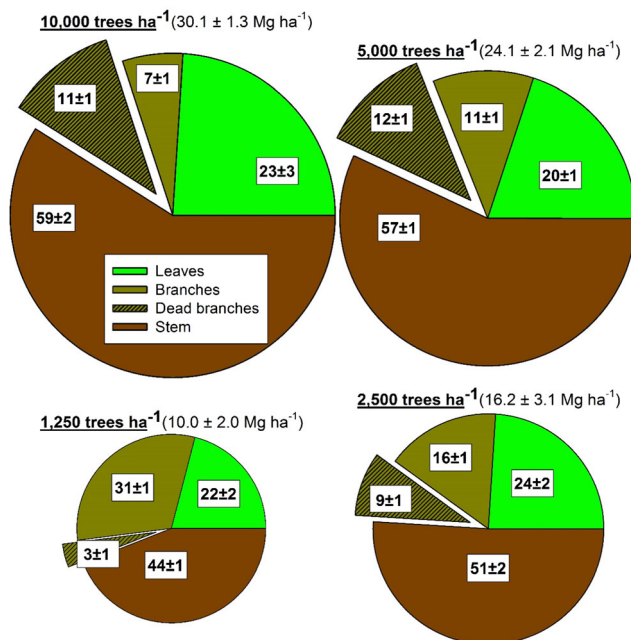 10,000 trees ha⁻¹(30.1 ± 1.3 Mg ha⁻¹)
11±1
7±1
23±3
59±2
5,000 trees ha⁻¹(24.1 ± 2.1 Mg ha⁻¹)
12±1
11±1
20±1
57±1
Leaves
Branches
Dead branches
Stem
1,250 trees ha⁻¹(10.0 ± 2.0 Mg ha⁻¹)
31±1
22±2
3±1
44±1
2,500 trees ha⁻¹(16.2 ± 3.1 Mg ha⁻¹)
16±1
24±2
9±1
51±2